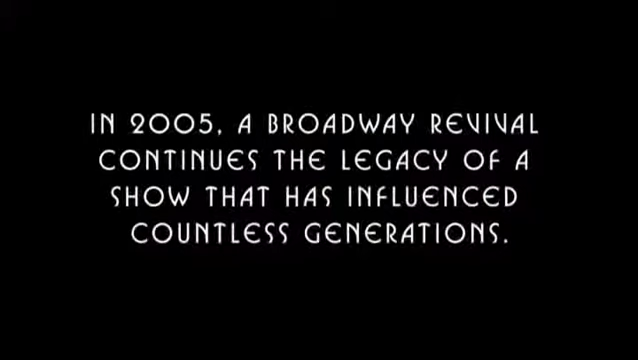 IN 2005, A BROADWAY REVIVAL
CONTINUES THE LEGACY OF A
SHOW THAT HAS INFLUENCED
COUNTLESS GENERATIONS.